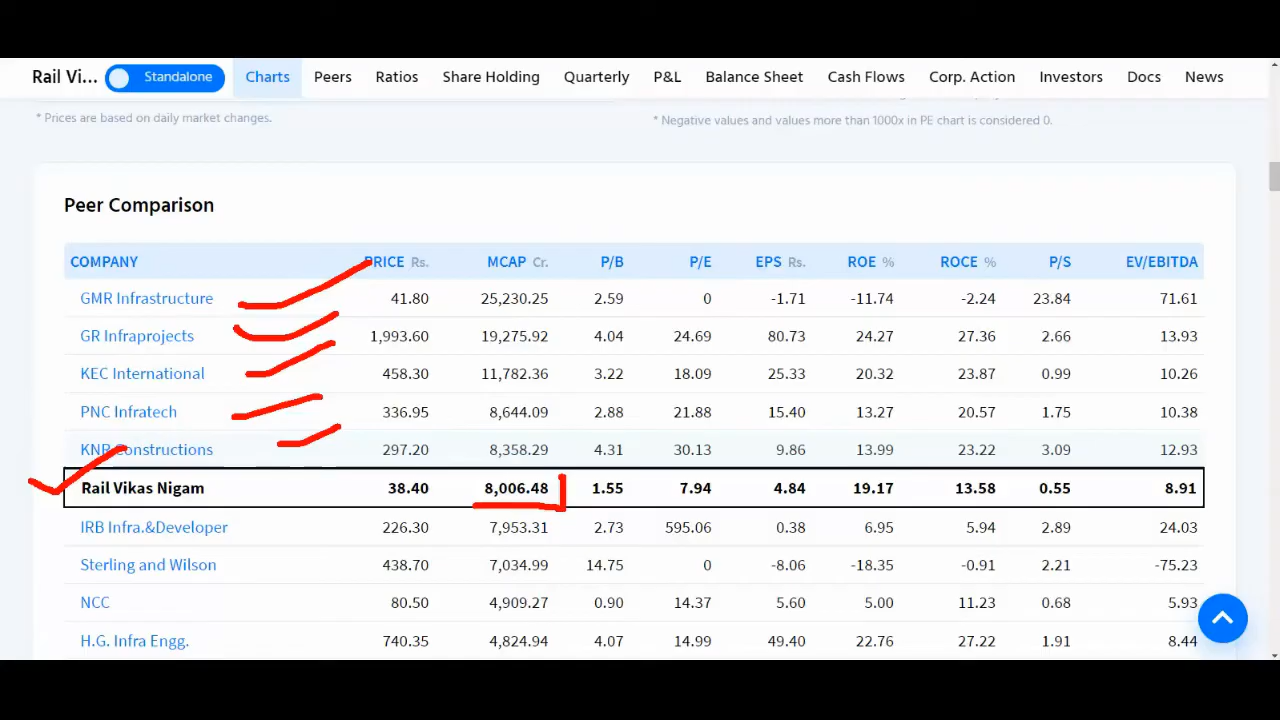 Rail Vi... Standalone Charts Peers Ratios Share Holding Quarterly P&L Balance Sheet Cash Flows Corp. Action Investors Docs News
* Prices are based on daily market changes.
* Negative values and values more than 1000x in PE chart is considered 0.
Peer Comparison
COMPANY PRICE Rs. MCAP Cr. P/B P/E EPS Rs. ROE % ROCE % P/S EV/EBITDA
GMR Infrastructure 41.80 25,230.25 2.59 0 -1.71 -11.74 -2.24 23.84 71.61
GR Infraprojects 1,993.60 19,275.92 4.04 24.69 80.73 24.27 27.36 2.66 13.93
KEC International 458.30 11,782.36 3.22 18.09 25.33 20.32 23.87 0.99 10.26
PNC Infratech 336.95 8,644.09 2.88 21.88 15.40 13.27 20.57 1.75 10.38
KNR Constructions 297.20 8,358.29 4.31 30.13 9.86 13.99 23.22 3.09 12.93
Rail Vikas Nigam 38.40 8,006.48 1.55 7.94 4.84 19.17 13.58 0.55 8.91
IRB Infra.&Developer 226.30 7,953.31 2.73 595.06 0.38 6.95 5.94 2.89 24.03
Sterling and Wilson 438.70 7,034.99 14.75 0 -8.06 -18.35 -0.91 2.21 -75.23
NCC 80.50 4,909.27 0.90 14.37 5.60 5.00 11.23 0.68 5.93
H.G. Infra Engg. 740.35 4,824.94 4.07 14.99 49.40 22.76 27.22 1.91 8.44